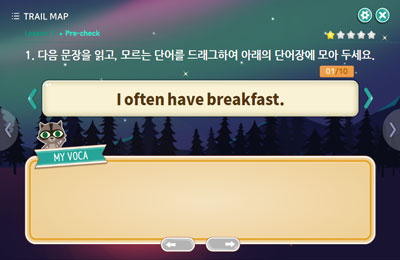 TRAIL MAP
Pre-check
1. 다음 문장을 읽고, 모르는 단어를 드래그하여 아래의 단어장에 모아 두세요.
01/10
I often have breakfast.
MY VOCA